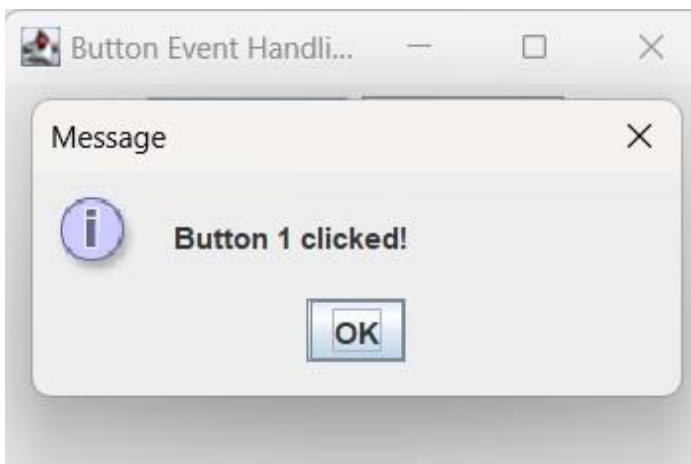 Button Event Handli...
Message
i
Button 1 clicked!
OK